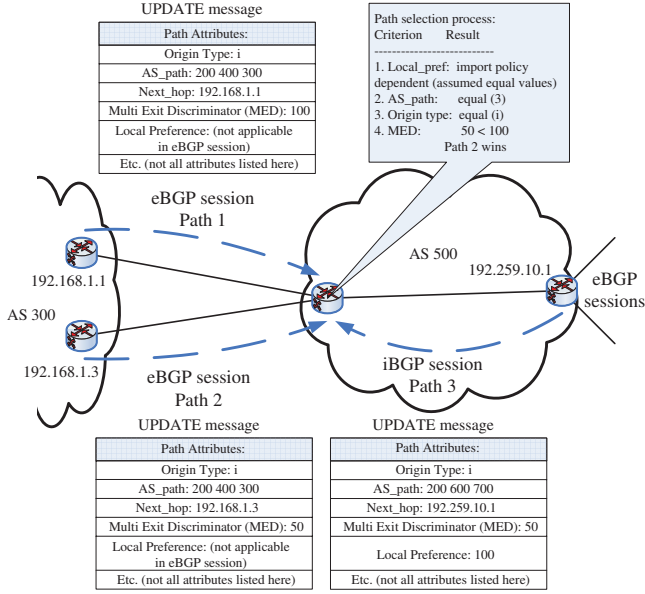 UPDATE message
Path Attributes:
Origin Type: i
AS_path: 200 400 300
Next_hop: 192.168.1.1
Multi Exit Discriminator (MED): 100
Local Preference: (not applicable
in eBGP session)
Etc. (not all attributes listed here)
Path selection process:
Criterion Result
---------------------------
1. Local_pref: import policy
dependent (assumed equal values)
2. AS_path: equal (3)
3. Origin type: equal (i)
4. MED: 50 < 100
Path 2 wins
eBGP session
Path 1
192.168.1.1
AS 300
192.168.1.3
AS 500
192.259.10.1
eBGP
sessions
eBGP session
Path 2
iBGP session
Path 3
UPDATE message
Path Attributes:
Origin Type: i
AS_path: 200 400 300
Next_hop: 192.168.1.3
Multi Exit Discriminator (MED): 50
Local Preference: (not applicable
in eBGP session)
Etc. (not all attributes listed here)
UPDATE message
Path Attributes:
Origin Type: i
AS_path: 200 600 700
Next_hop: 192.259.10.1
Multi Exit Discriminator (MED): 50
Local Preference: 100
Etc. (not all attributes listed here)